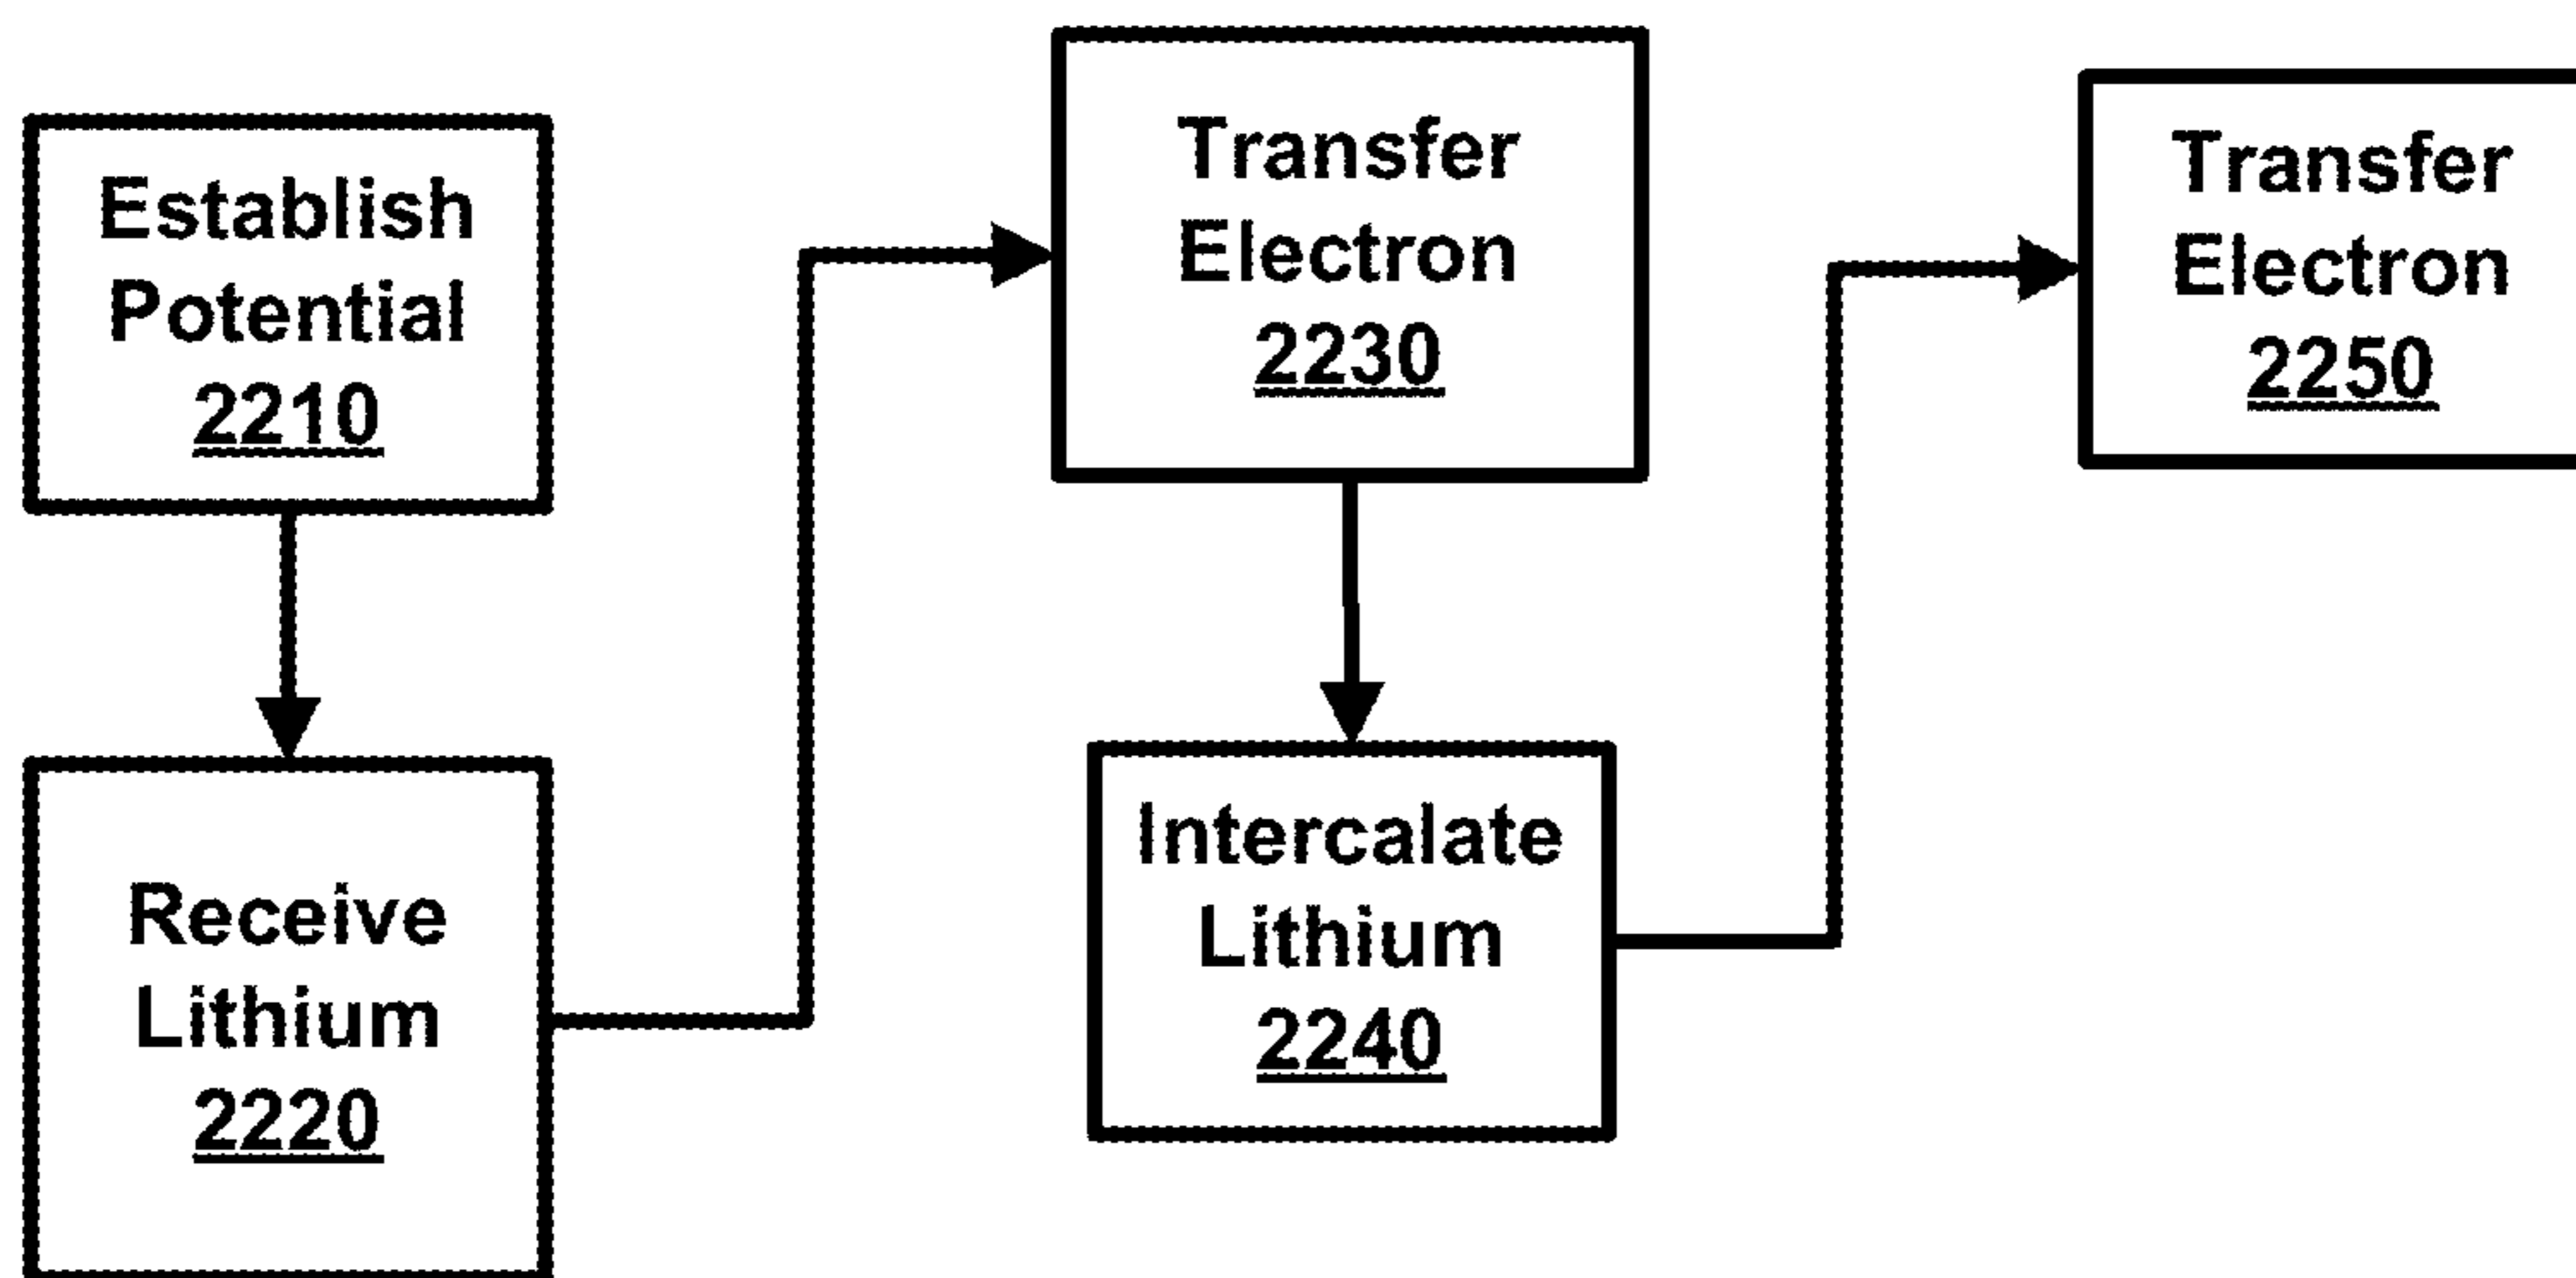 Establish
Potential
2210
Receive
Lithium
2220
Transfer
Electron
2230
Intercalate
Lithium
2240
Transfer
Electron
2250